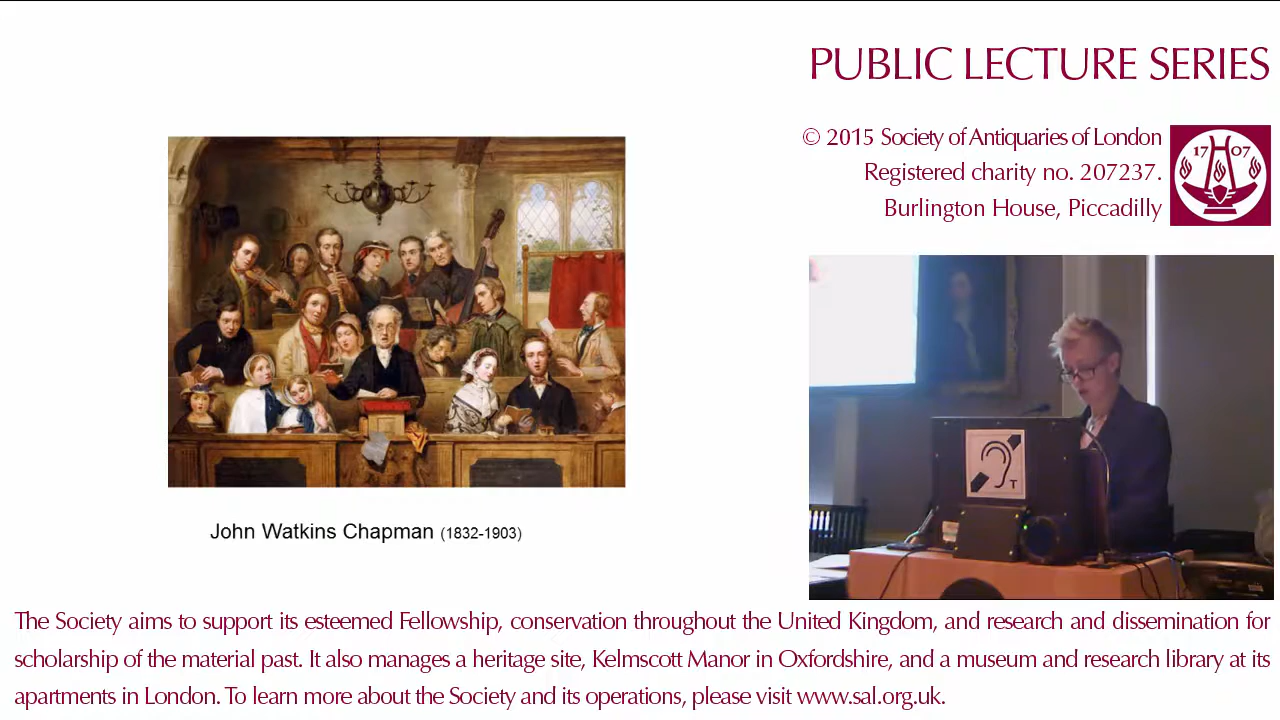 PUBLIC LECTURE SERIES
© 2015 Society of Antiquaries of London
Registered charity no. 207237.
Burlington House, Piccadilly
17 07
T
John Watkins Chapman (1832-1903)
The Society aims to support its esteemed Fellowship, conservation throughout the United Kingdom, and research and dissemination for
scholarship of the material past. It also manages a heritage site, Kelmscott Manor in Oxfordshire, and a museum and research library at its
apartments in London. To learn more about the Society and its operations, please visit www.sal.org.uk.